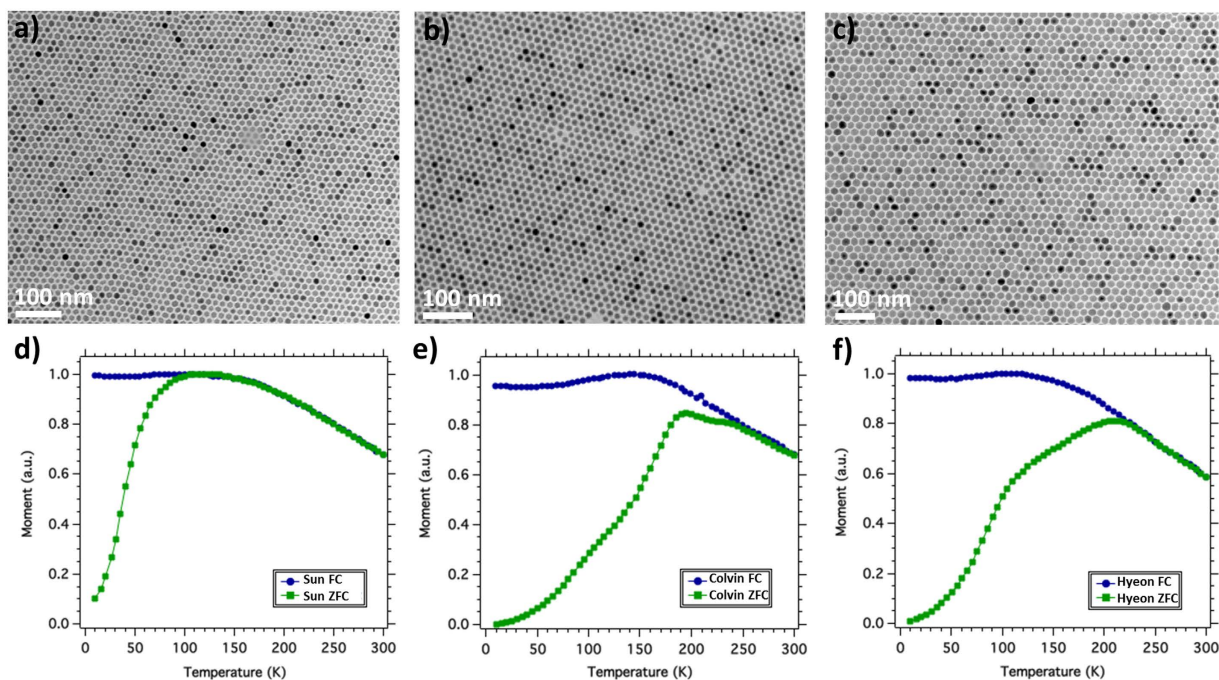 a)
b)
c)
100 nm
100 nm
100 nm
d)
1.0
0.8
0.6
0.4
0.2
0.0
Moment (a.u.)
Sun FC
Sun ZFC
0
50
100
150
200
250
300
Temperature (K)
e)
1.0
0.8
0.6
0.4
0.2
0.0
Moment (a.u.)
Colvin FC
Colvin ZFC
0
50
100
150
200
250
300
Temperature (K)
f)
1.0
0.8
0.6
0.4
0.2
0.0
Moment (a.u.)
Hyeon FC
Hyeon ZFC
0
50
100
150
200
250
300
Temperature (K)